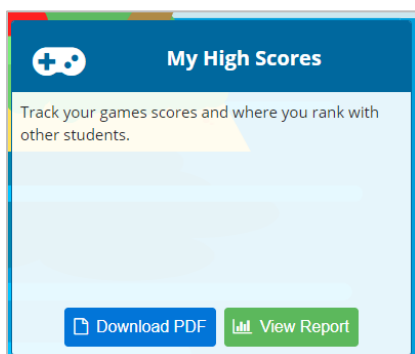 My High Scores
Track your games scores and where you rank with
other students.
Download PDF
View Report